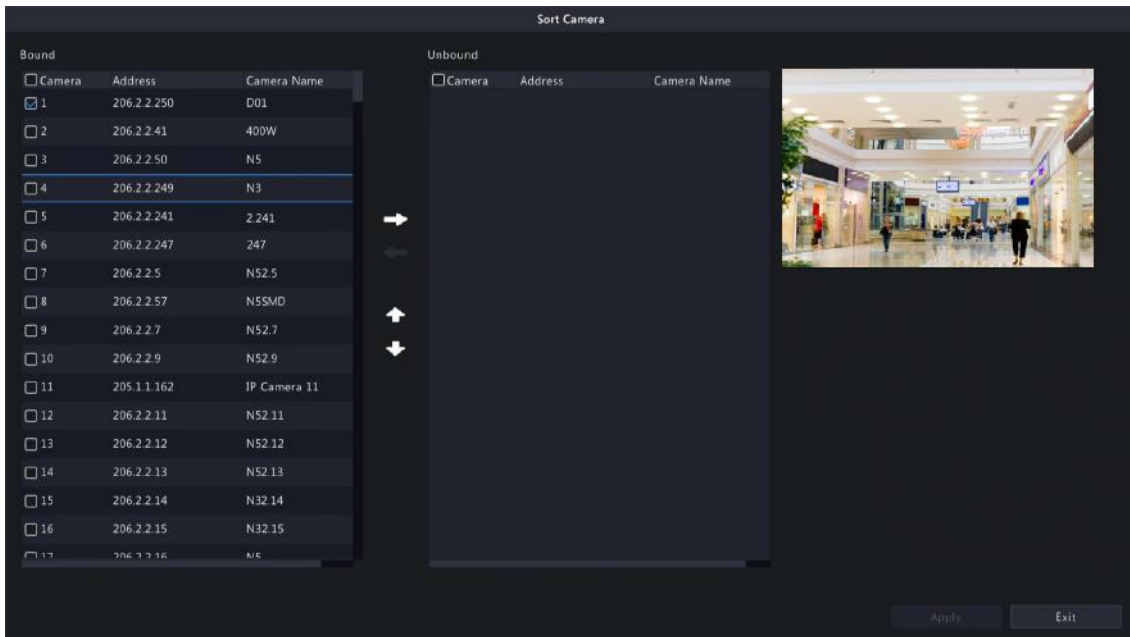 Sort Camera
Bound
Unbound
Camera Address Camera Name
Camera Address Camera Name
1 206.2.2.250 D01
2 206.2.2.41 400W
3 206.2.2.50 N5
4 206.2.2.249 N3
5 206.2.2.241 2.241
6 206.2.2.247 247
7 206.2.2.5 N52.5
8 206.2.2.57 N5SMD
9 206.2.2.7 N52.7
10 206.2.2.9 N52.9
11 205.1.1.162 IP Camera 11
12 206.2.2.11 N52.11
13 206.2.2.12 N52.12
14 206.2.2.13 N52.13
15 206.2.2.14 N32.14
16 206.2.2.15 N32.15
17 206.2.2.16 N5
Apply Exit